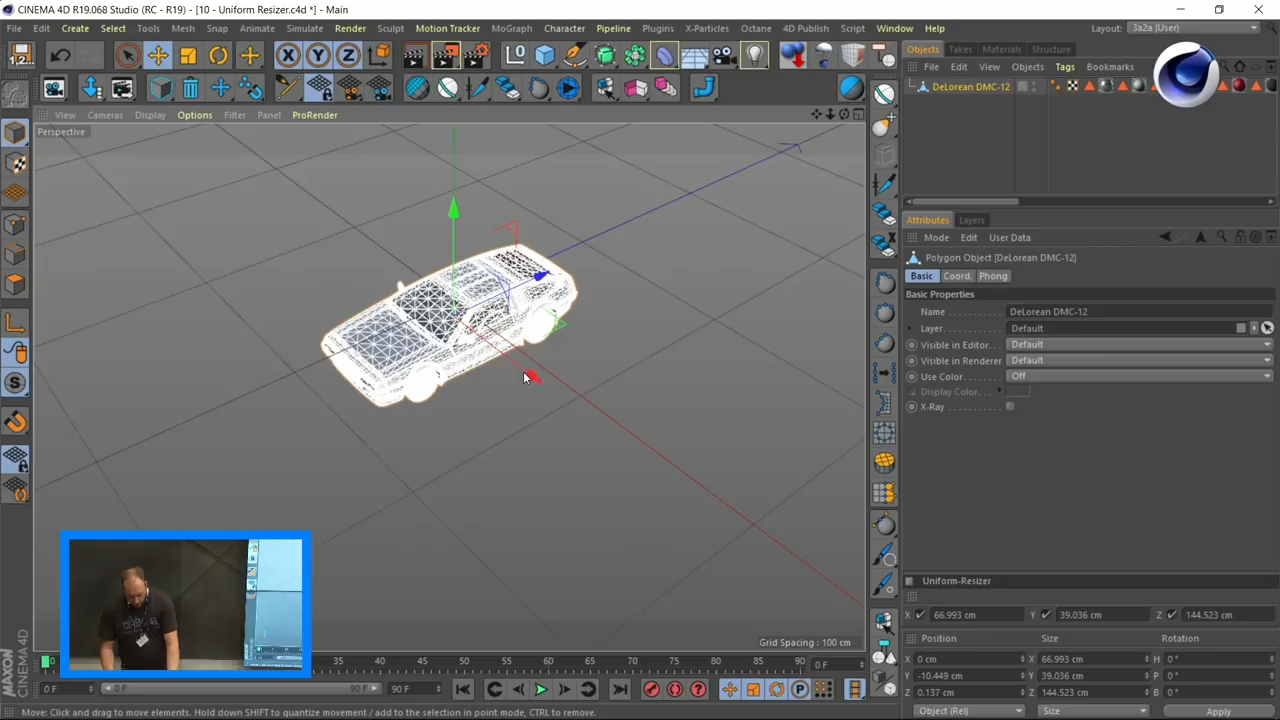 CINEMA 4D R19.068 Studio (RC - R19) - [10 - Uniform Resizer.c4d *] - Main
File Edit Create Select Tools Mesh Snap Animate Simulate Render Sculpt Motion Tracker MoGraph Character Pipeline Plugins X-Particles Octane 4D Publish Script Window Help
Layout: 3a2a (User)
X Y Z
Objects Takes Materials Structure
File Edit View Objects Tags Bookmarks
DeLorean DMC-12
View Cameras Display Options Filter Panel ProRender
Perspective
Attributes Layers
Mode Edit User Data
Polygon Object [DeLorean DMC-12]
Basic Coord. Phong
Basic Properties
Name DeLorean DMC-12
Layer Default
Visible in Editor Default
Visible in Renderer Default
Use Color Off
Display Color
X-Ray
Grid Spacing : 100 cm
Uniform-Resizer
X 66.993 cm Y 39.036 cm Z 144.523 cm
Position Size Rotation
X 0 cm X 66.993 cm H 0 °
Y -10.449 cm Y 39.036 cm P 0 °
Z 0.137 cm Z 144.523 cm B 0 °
Object (Rel) Size Apply
0 35 40 45 50 55 60 65 70 75 80 85 90 0 F
0 F 0 F 90 F 90 F
MAXON
CINEMA 4D
Move: Click and drag to move elements. Hold down SHIFT to quantize movement / add to the selection in point mode, CTRL to remove.